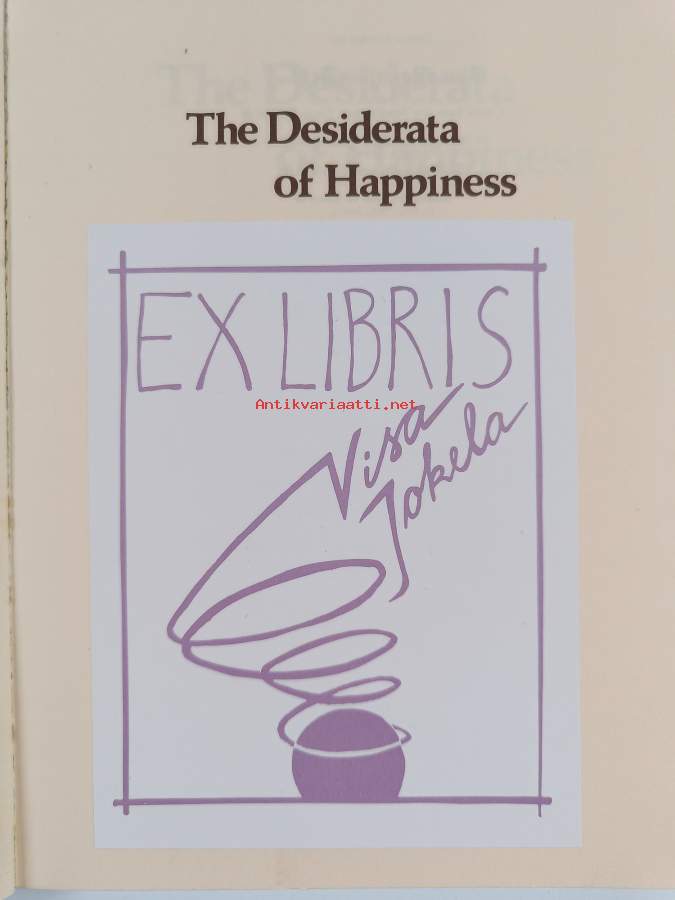 The Desiderata
of Happiness
EX LIBRIS
Antikvariaatti.net
Visa
Jokela